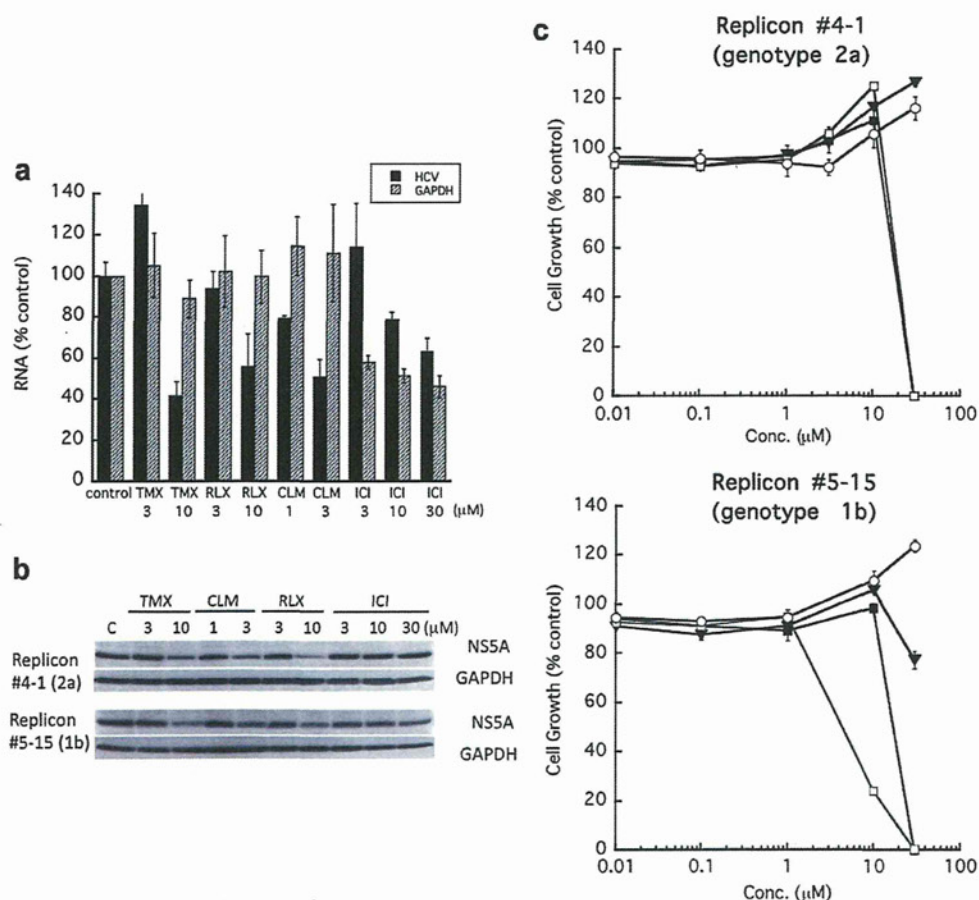 a
HCV
GAPDH
RNA (% control)
140
120
100
80
60
40
20
0
control TMX TMX RLX RLX CLM CLM ICI ICI ICI
3 10 3 10 1 3 3 10 30 (μM)
b
TMX CLM RLX ICI
C 3 10 1 3 3 10 3 10 30 (μM)
Replicon
#4-1 (2a)
NS5A
GAPDH
Replicon
#5-15 (1b)
NS5A
GAPDH
c
Replicon #4-1
(genotype 2a)
Cell Growth (% control)
140
120
100
80
60
40
20
0
0.01 0.1 1 10 100
Conc. (μM)
Replicon #5-15
(genotype 1b)
Cell Growth (% control)
140
120
100
80
60
40
20
0
0.01 0.1 1 10 100
Conc. (μM)